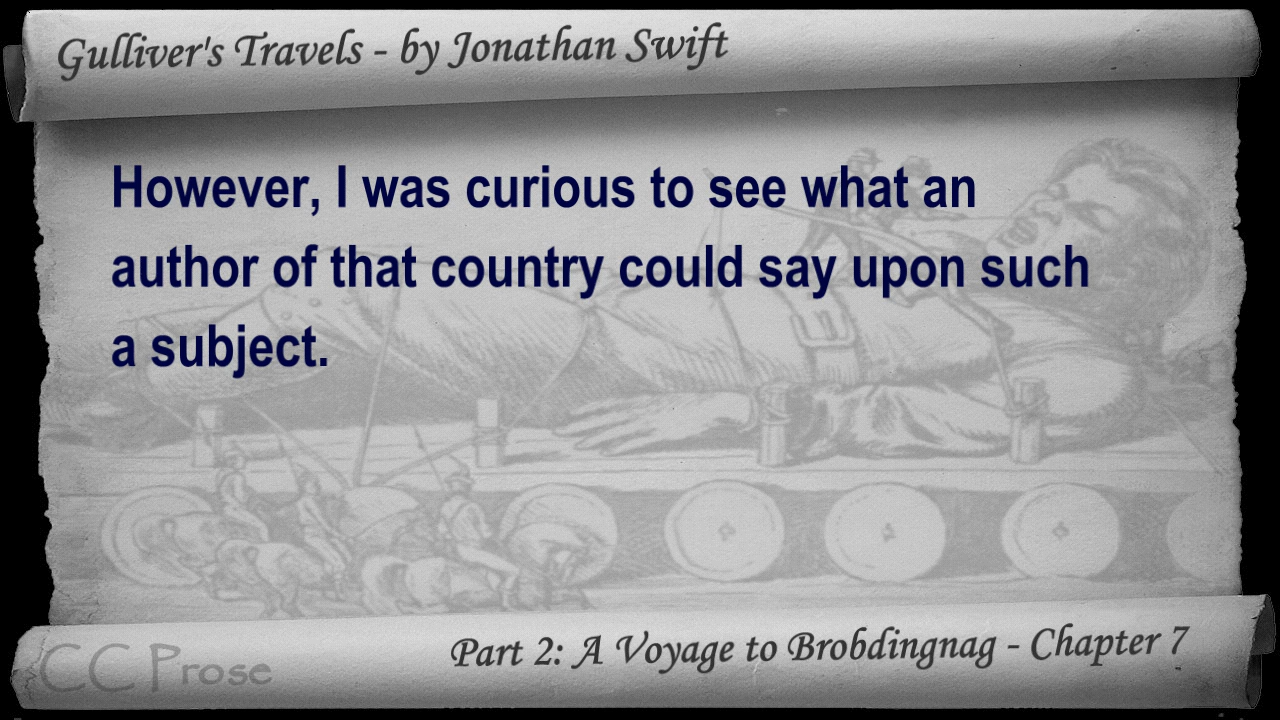 Gulliver's Travels - by Jonathan Swift
However, I was curious to see what an
author of that country could say upon such
a subject.
Part 2: A Voyage to Brobdingnag - Chapter 7
CC Prose